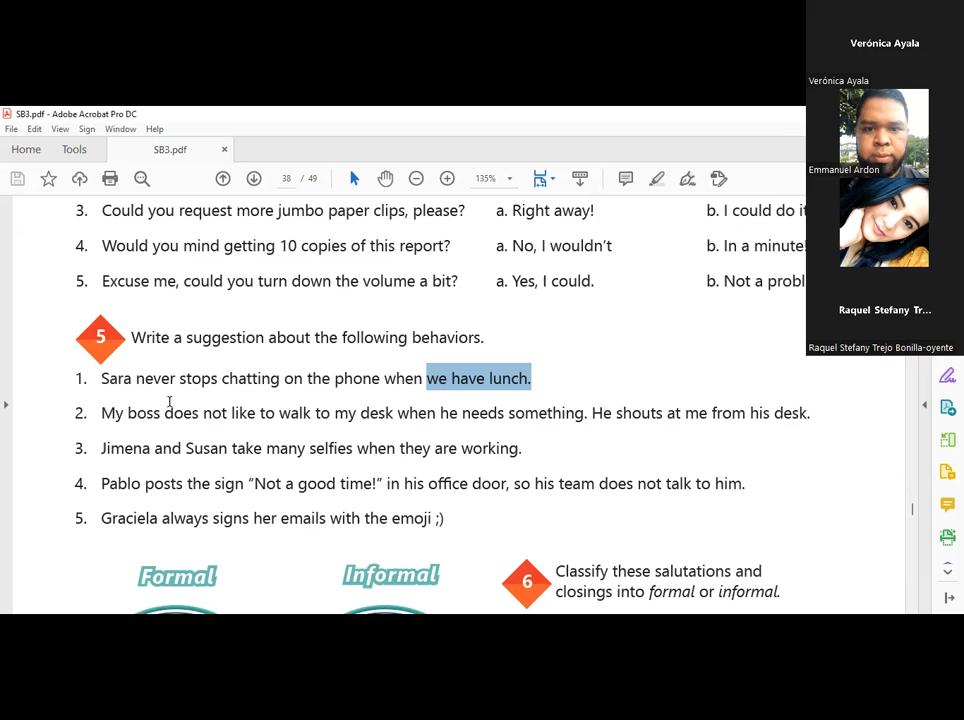 Verónica Ayala
Verónica Ayala
Emmanuel Ardon
Raquel Stefany Tr...
Raquel Stefany Trejo Bonilla-oyente
SB3.pdf - Adobe Acrobat Pro DC
File Edit View Sign Window Help
Home Tools SB3.pdf ×
38 / 49 135%
3. Could you request more jumbo paper clips, please? a. Right away! b. I could do it
4. Would you mind getting 10 copies of this report? a. No, I wouldn't b. In a minute!
5. Excuse me, could you turn down the volume a bit? a. Yes, I could. b. Not a probl
5 Write a suggestion about the following behaviors.
1. Sara never stops chatting on the phone when we have lunch.
2. My boss does not like to walk to my desk when he needs something. He shouts at me from his desk.
3. Jimena and Susan take many selfies when they are working.
4. Pablo posts the sign “Not a good time!” in his office door, so his team does not talk to him.
5. Graciela always signs her emails with the emoji ;)
Formal Informal
6 Classify these salutations and
closings into formal or informal.